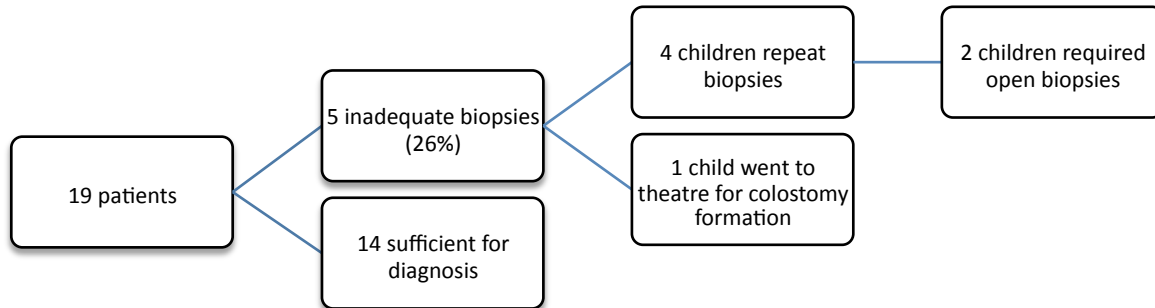 19 patients
5 inadequate biopsies
(26%)
14 sufficient for
diagnosis
4 children repeat
biopsies
1 child went to
theatre for colostomy
formation
2 children required
open biopsies